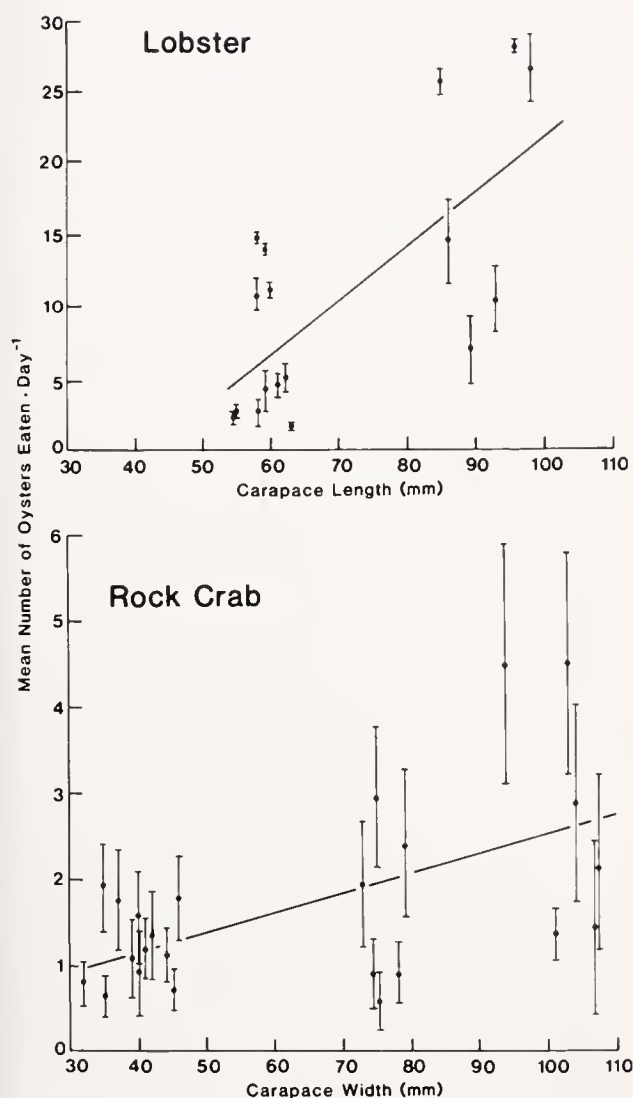 Mean Number of Oysters Eaten · Day⁻¹
Lobster
30
25
20
15
10
5
0
30 40 50 60 70 80 90 100 110
Carapace Length (mm)
Rock Crab
6
5
4
3
2
1
0
30 40 50 60 70 80 90 100 110
Carapace Width (mm)